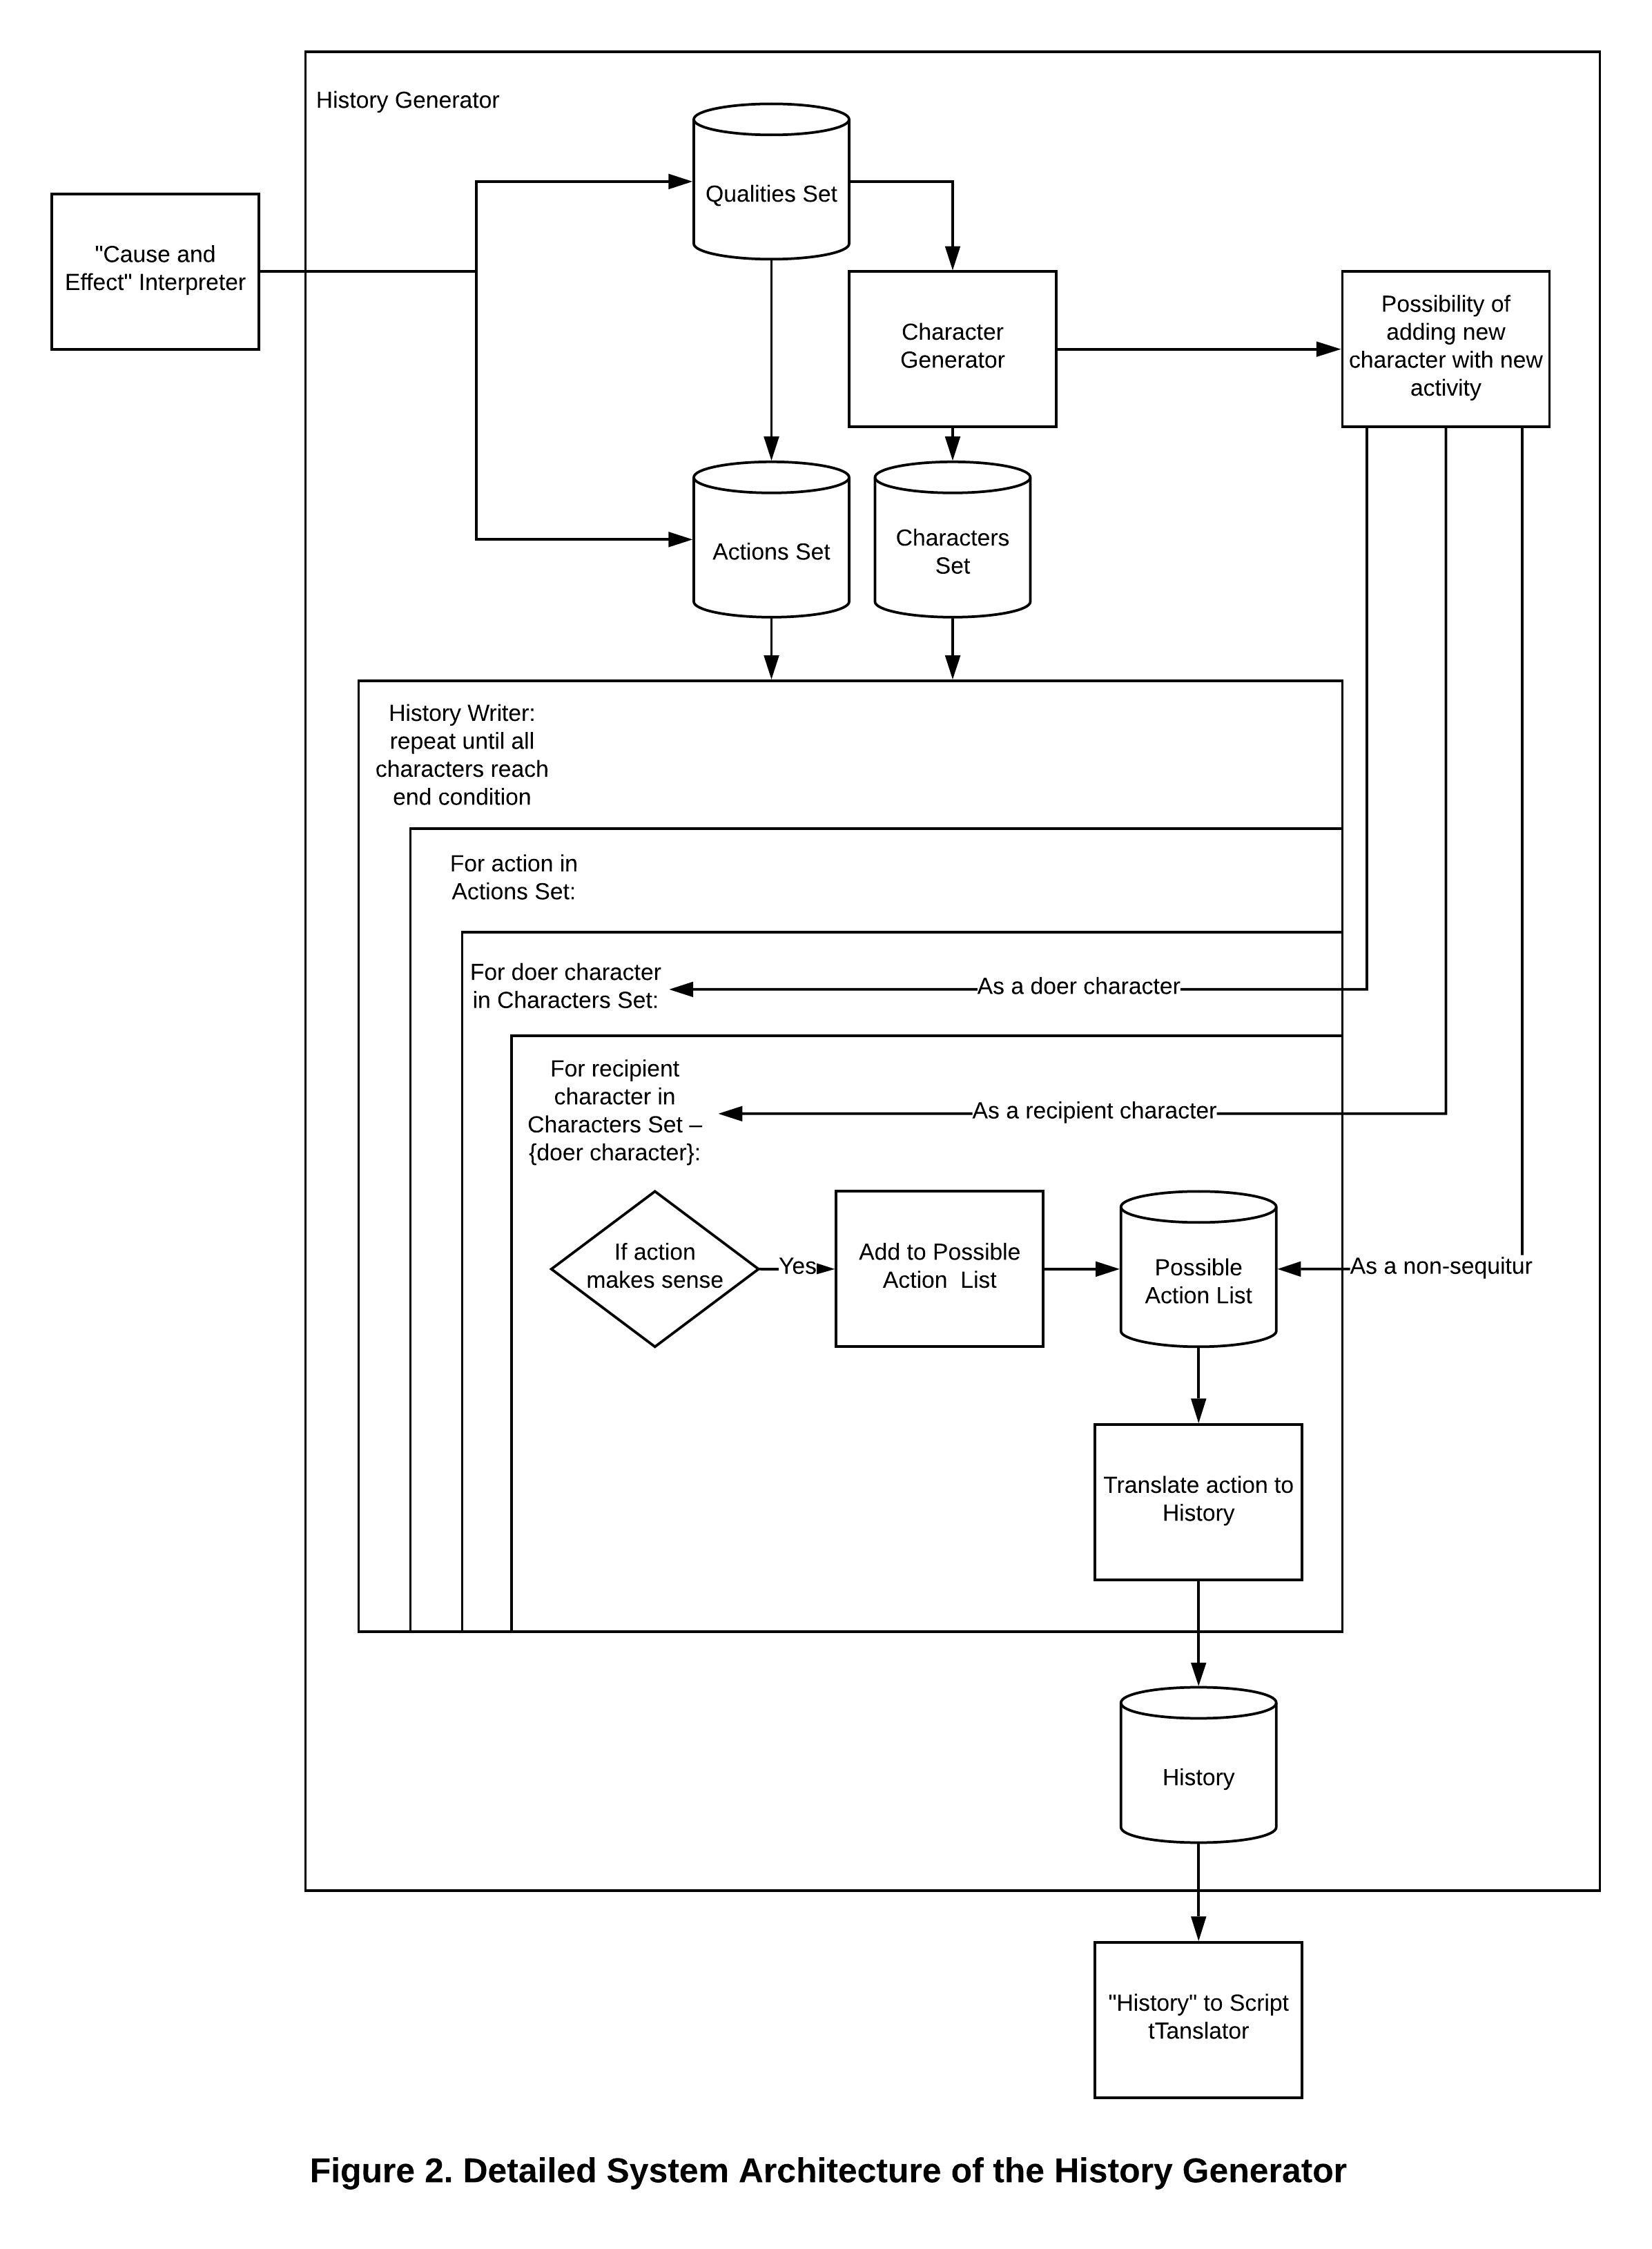 History Generator
Qualities Set
"Cause and
Effect" Interpreter
Character
Generator
Possibility of
adding new
character with new
activity
Actions Set
Characters
Set
History Writer:
repeat until all
characters reach
end condition
For action in
Actions Set:
For doer character
in Characters Set:
As a doer character
For recipient
character in
Characters Set –
{doer character}:
As a recipient character
If action
makes sense
Yes
Add to Possible
Action  List
Possible
Action List
As a non-sequitur
Translate action to
History
History
"History" to Script
tTanslator
Figure 2. Detailed System Architecture of the History Generator